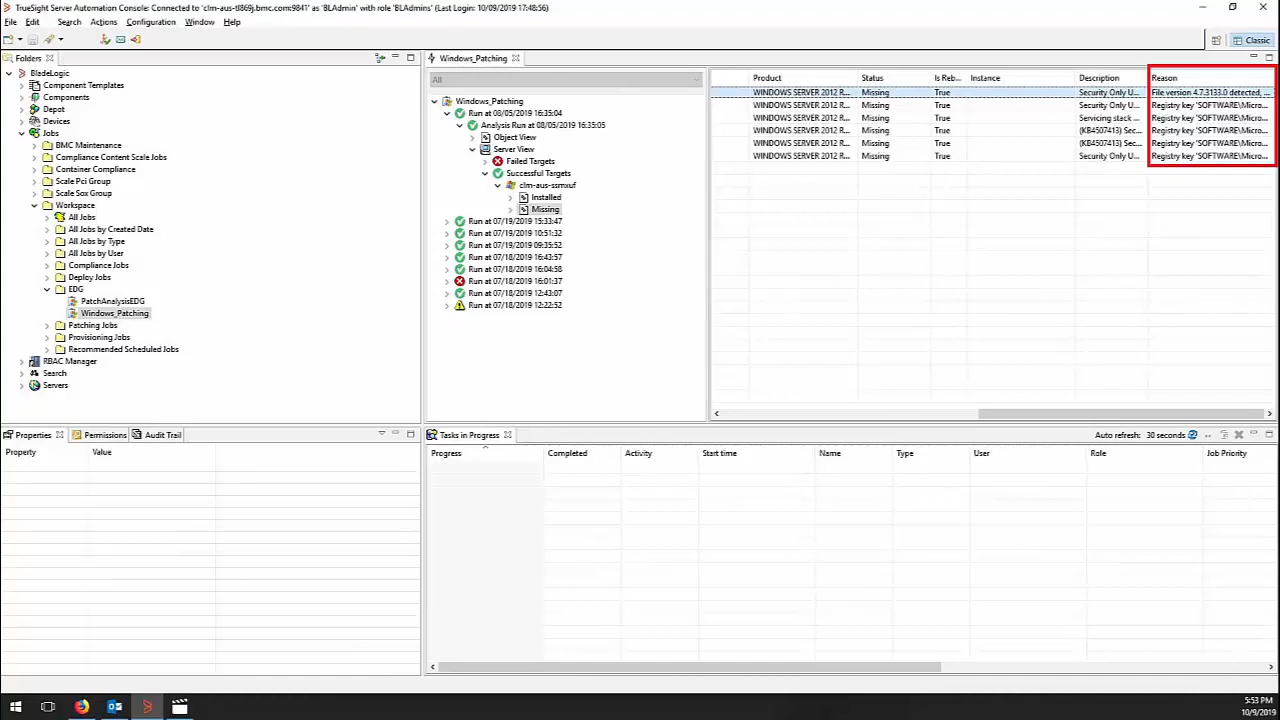 TrueSight Server Automation Console: Connected to 'clm-aus-tl869j.bmc.com:9841' as 'BLAdmin' with role 'BLAdmins' (Last Login: 10/09/2019 17:48:56)
File Edit Search Actions Configuration Window Help
Classic
Folders
BladeLogic
Component Templates
Components
Depot
Devices
Jobs
BMC Maintenance
Compliance Content Scale Jobs
Container Compliance
Scale Pci Group
Scale Sox Group
Workspace
All Jobs
All Jobs by Created Date
All Jobs by Type
All Jobs by User
Compliance Jobs
Deploy Jobs
EDG
PatchAnalysisEDG
Windows_Patching
Patching Jobs
Provisioning Jobs
Recommended Scheduled Jobs
RBAC Manager
Search
Servers
Windows_Patching
All
Windows_Patching
Run at 08/05/2019 16:35:04
Analysis Run at 08/05/2019 16:35:05
Object View
Server View
Failed Targets
Successful Targets
clm-aus-ssmxuf
Installed
Missing
Run at 07/19/2019 15:33:47
Run at 07/19/2019 10:51:32
Run at 07/19/2019 09:35:52
Run at 07/18/2019 16:43:57
Run at 07/18/2019 16:04:58
Run at 07/18/2019 16:01:37
Run at 07/18/2019 12:43:07
Run at 07/18/2019 12:22:52
Product Status Is Reb... Instance Description Reason
WINDOWS SERVER 2012 R... Missing True Security Only U... File version 4.7.3133.0 detected, ...
WINDOWS SERVER 2012 R... Missing True Security Only U... Registry key 'SOFTWARE\Micro...
WINDOWS SERVER 2012 R... Missing True Servicing stack ... Registry key 'SOFTWARE\Micro...
WINDOWS SERVER 2012 R... Missing True (KB4507413) Sec... Registry key 'SOFTWARE\Micro...
WINDOWS SERVER 2012 R... Missing True (KB4507413) Sec... Registry key 'SOFTWARE\Micro...
WINDOWS SERVER 2012 R... Missing True Security Only U... Registry key 'SOFTWARE\Micro...
Properties Permissions Audit Trail
Property Value
Tasks in Progress Auto refresh: 30 seconds
Progress Completed Activity Start time Name Type User Role Job Priority
5:53 PM
10/9/2019